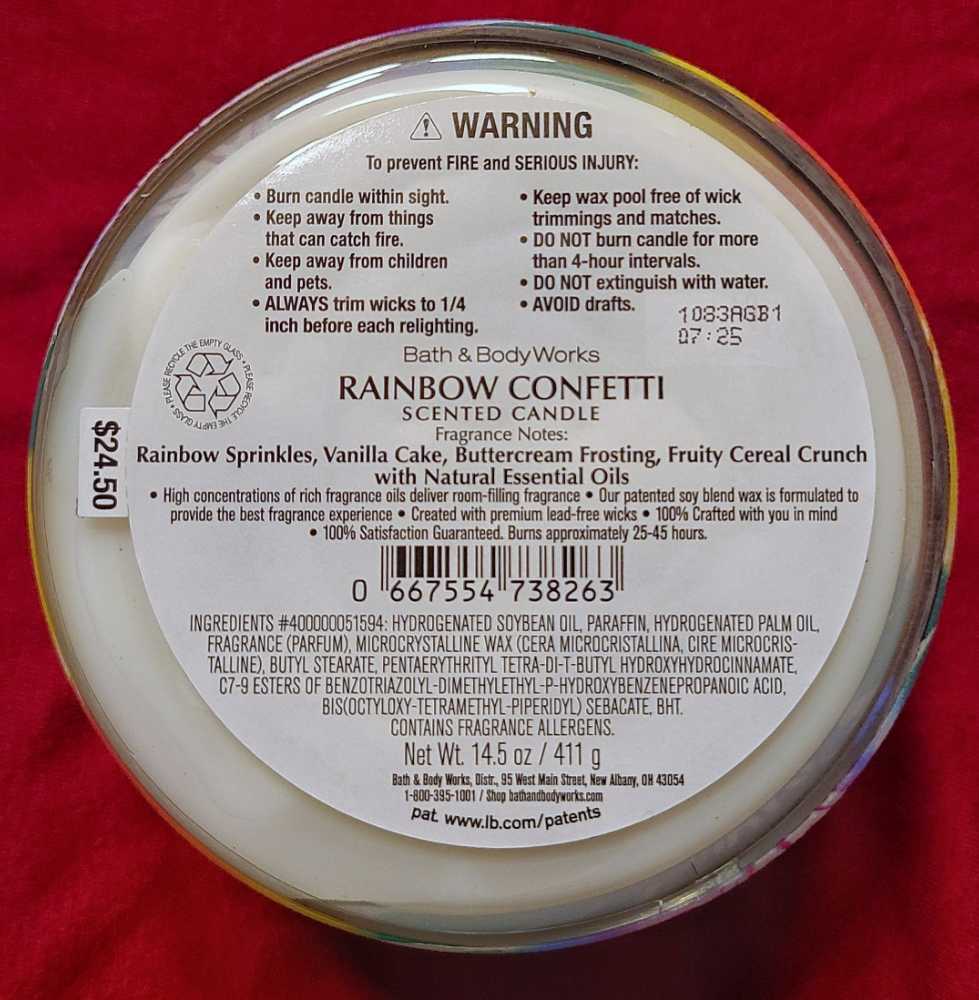 WARNING
To prevent FIRE and SERIOUS INJURY:
• Burn candle within sight.
• Keep away from things
that can catch fire.
• Keep away from children
and pets.
• ALWAYS trim wicks to 1/4
inch before each relighting.
• Keep wax pool free of wick
trimmings and matches.
• DO NOT burn candle for more
than 4-hour intervals.
• DO NOT extinguish with water.
• AVOID drafts.
1083AGB1
07:25
PLEASE RECYCLE THE EMPTY GLASS • PLEASE RECYCLE THE EMPTY GLASS •
$24.50
Bath & Body Works
RAINBOW CONFETTI
SCENTED CANDLE
Fragrance Notes:
Rainbow Sprinkles, Vanilla Cake, Buttercream Frosting, Fruity Cereal Crunch
with Natural Essential Oils
• High concentrations of rich fragrance oils deliver room-filling fragrance • Our patented soy blend wax is formulated to
provide the best fragrance experience • Created with premium lead-free wicks • 100% Crafted with you in mind
• 100% Satisfaction Guaranteed. Burns approximately 25-45 hours.
0 667554 738263
INGREDIENTS #400000051594: HYDROGENATED SOYBEAN OIL, PARAFFIN, HYDROGENATED PALM OIL,
FRAGRANCE (PARFUM), MICROCRYSTALLINE WAX (CERA MICROCRISTALLINA, CIRE MICROCRIS-
TALLINE), BUTYL STEARATE, PENTAERYTHRITYL TETRA-DI-T-BUTYL HYDROXYHYDROCINNAMATE,
C7-9 ESTERS OF BENZOTRIAZOLYL-DIMETHYLETHYL-P-HYDROXYBENZENEPROPANOIC ACID,
BIS(OCTYLOXY-TETRAMETHYL-PIPERIDYL) SEBACATE, BHT.
CONTAINS FRAGRANCE ALLERGENS.
Net Wt. 14.5 oz / 411 g
Bath & Body Works, Distr., 95 West Main Street, New Albany, OH 43054
1-800-395-1001 / Shop bathandbodyworks.com
pat. www.lb.com/patents